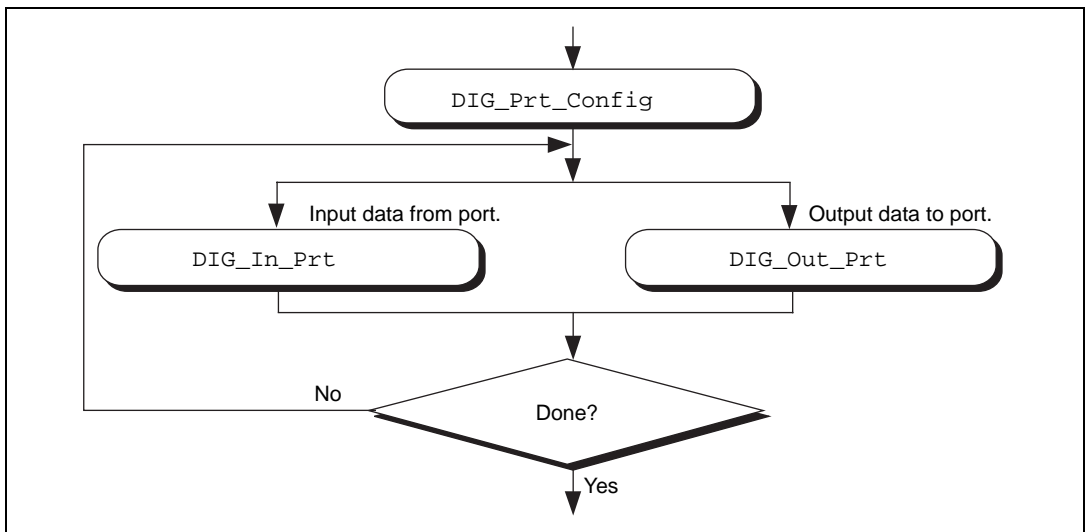 DIG_Prt_Config
Input data from port.
Output data to port.
DIG_In_Prt
DIG_Out_Prt
No
Done?
Yes